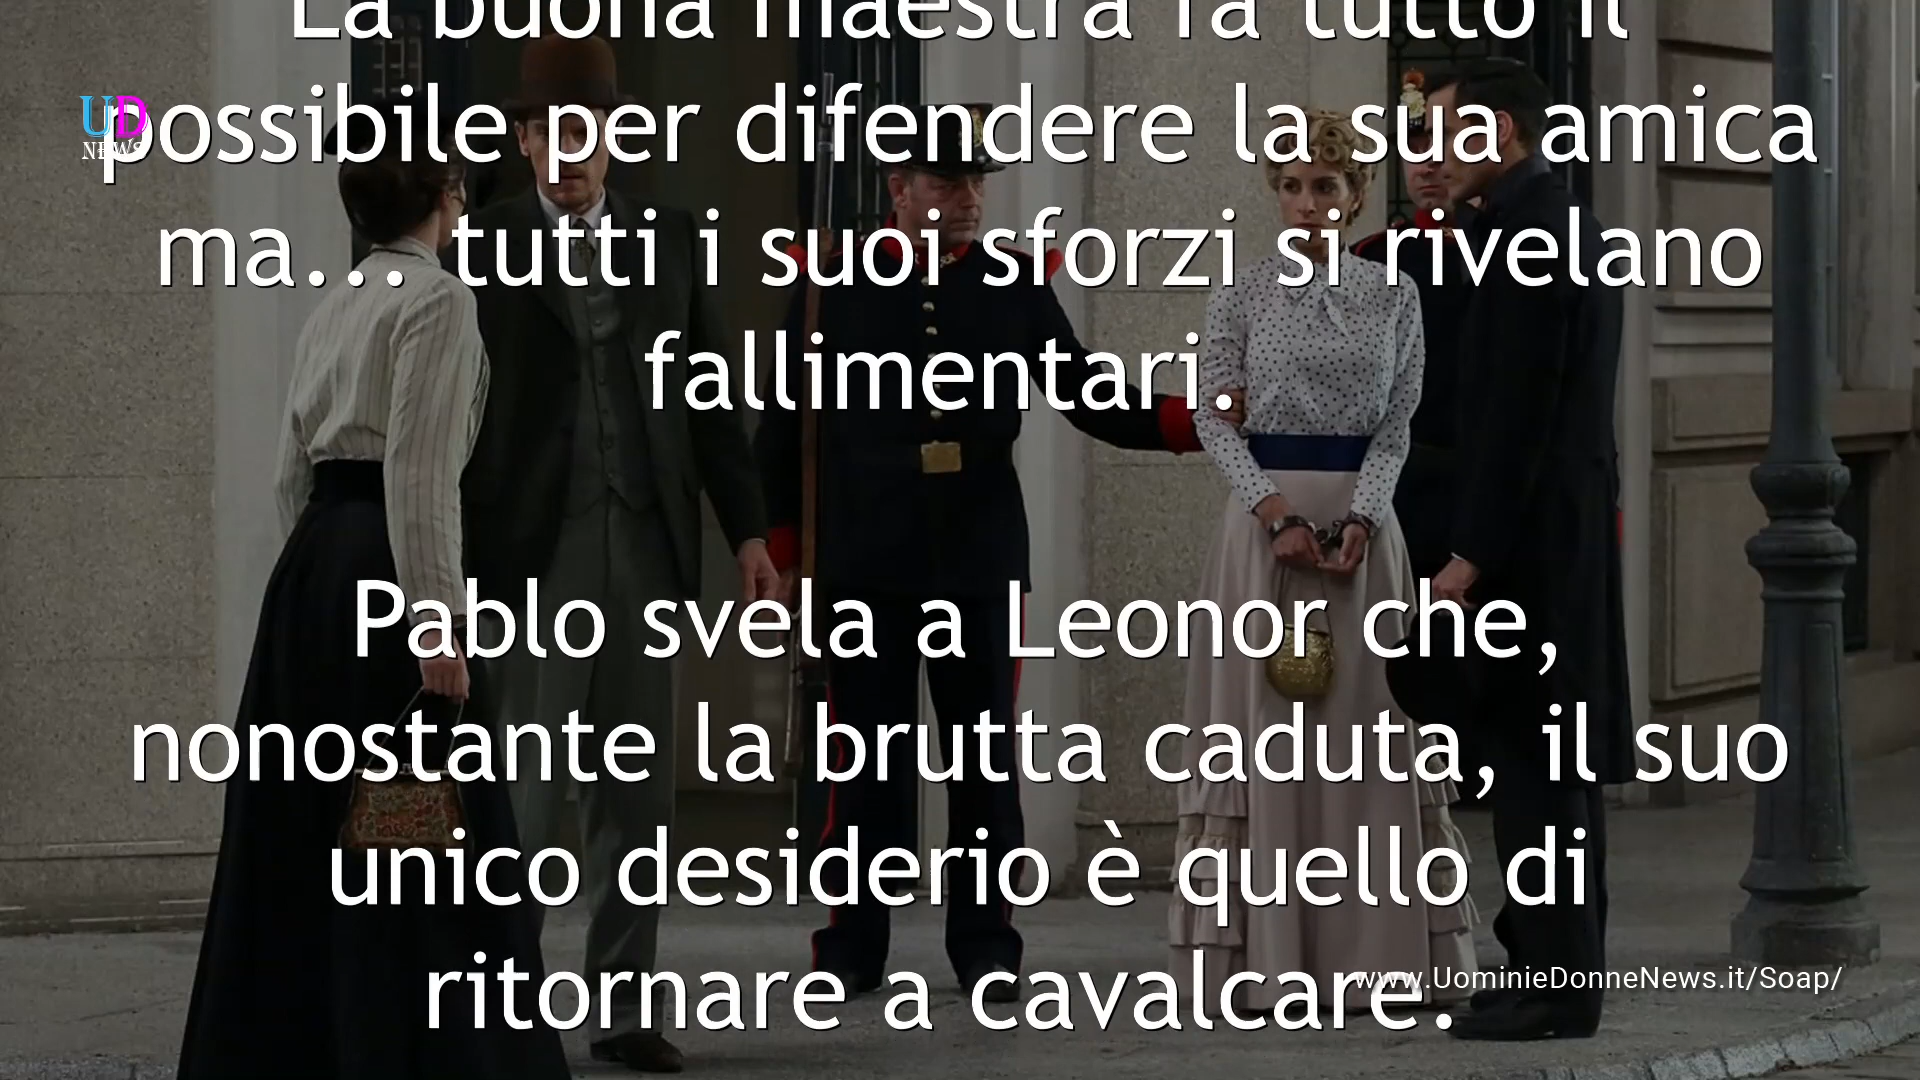 La buona maestra fa tutto il
possibile per difendere la sua amica
ma... tutti i suoi sforzi si rivelano
fallimentari.
Pablo svela a Leonor che,
nonostante la brutta caduta, il suo
unico desiderio è quello di
ritornare a cavalcare.
UD
NEWS
www.UominieDonneNews.it/Soap/